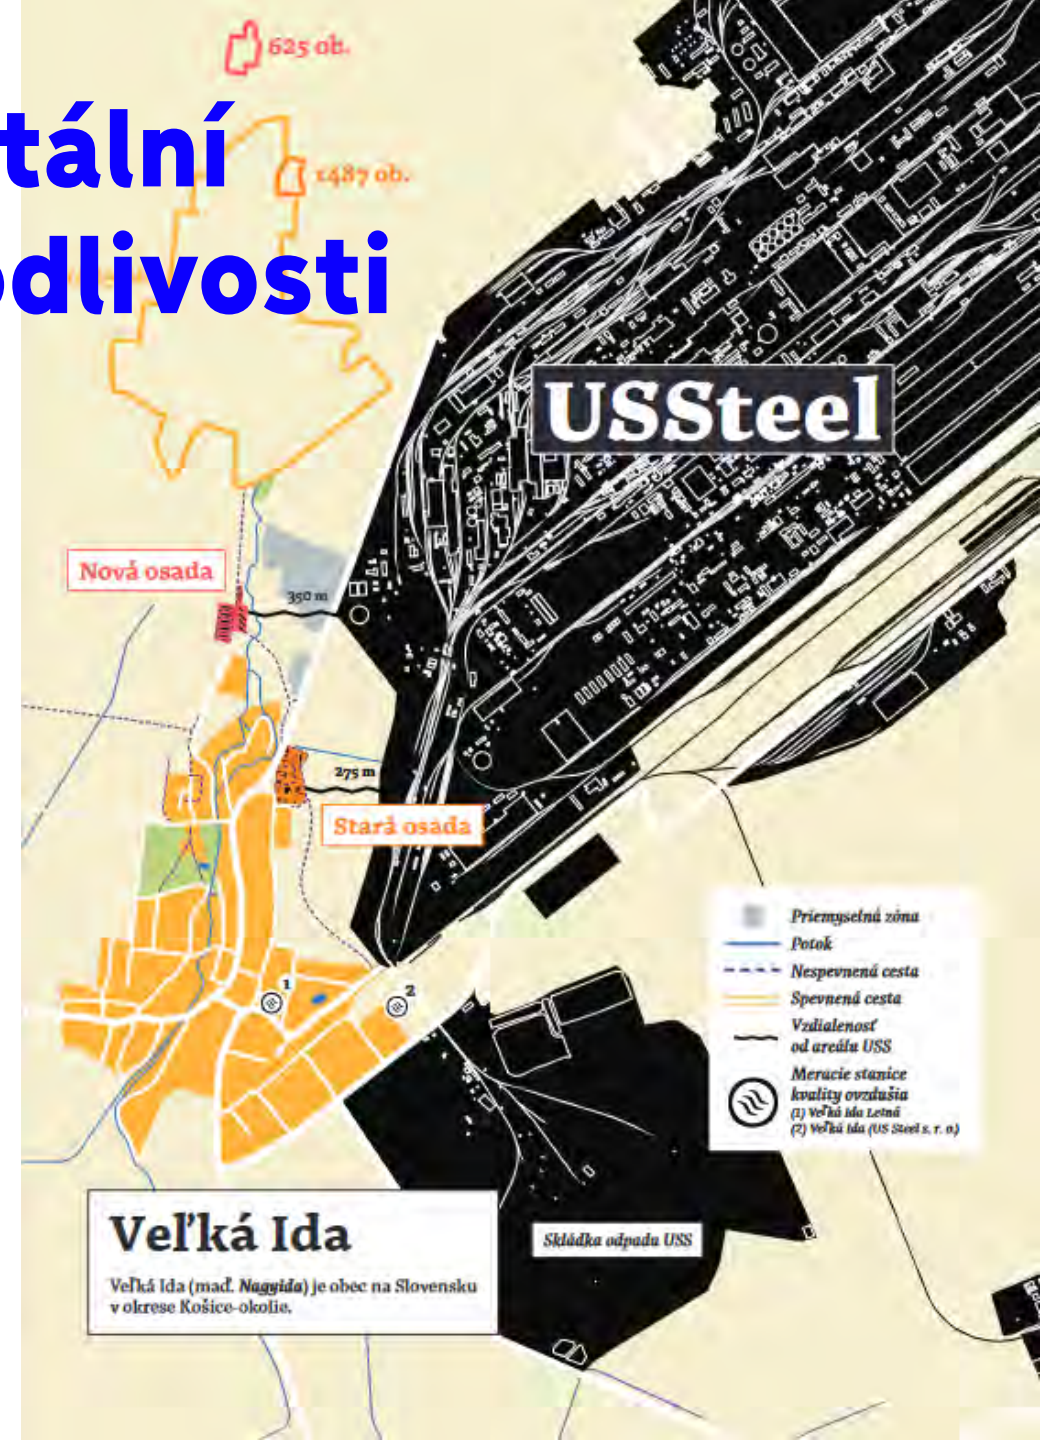 625 ob.
tální
1487 ob.
odlivosti
USSteel
Nová osada
350 m
275 m
Stará osada
Priemyselná zóna
Potok
Nespevnená cesta
Spevnená cesta
Vzdialenosť
od areálu USS
Meracie stanice
kvality ovzdušia
(1) Veľká Ida Letná
(2) Veľká Ida (US Steel s. r. o.)
1
2
Veľká Ida
Skládka odpadu USS
Veľká Ida (maď. Nagyida) je obec na Slovensku
v okrese Košice-okolie.